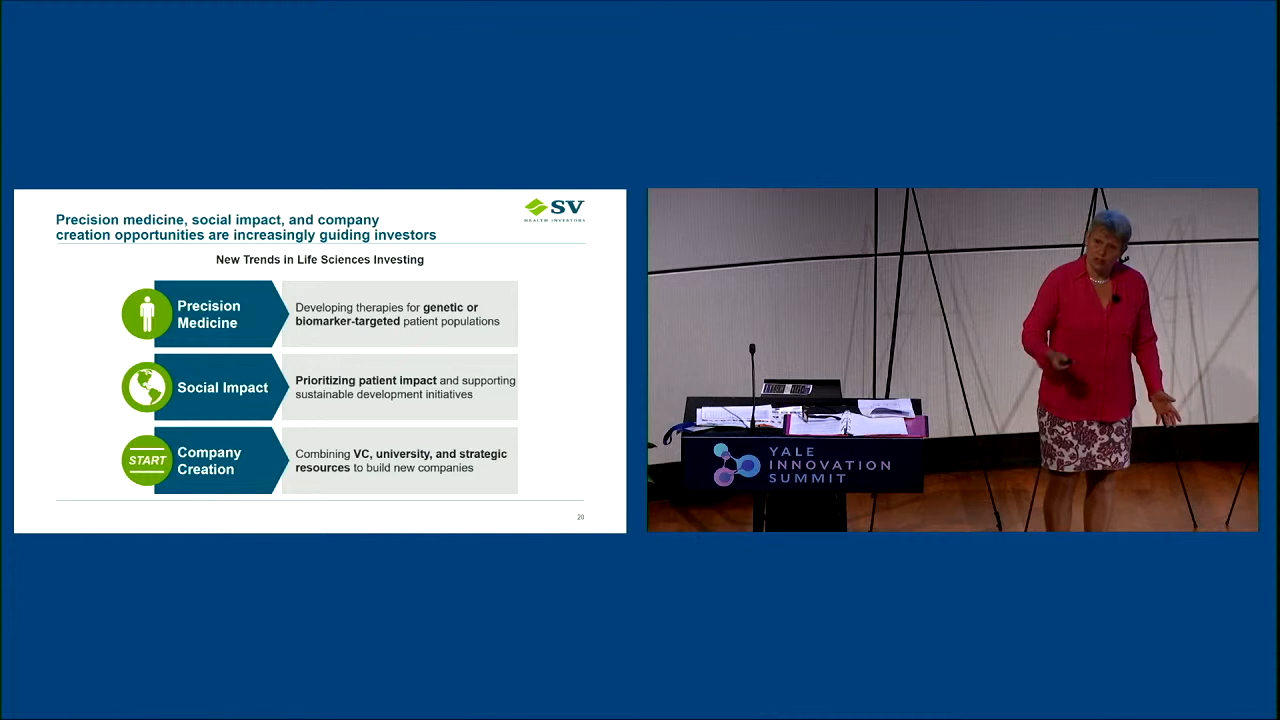 Precision medicine, social impact, and company
creation opportunities are increasingly guiding investors
SV
HEALTH INVESTORS
New Trends in Life Sciences Investing
Precision
Medicine
Developing therapies for genetic or
biomarker-targeted patient populations
Social Impact
Prioritizing patient impact and supporting
sustainable development initiatives
START
Company
Creation
Combining VC, university, and strategic
resources to build new companies
20
YALE
INNOVATION
SUMMIT